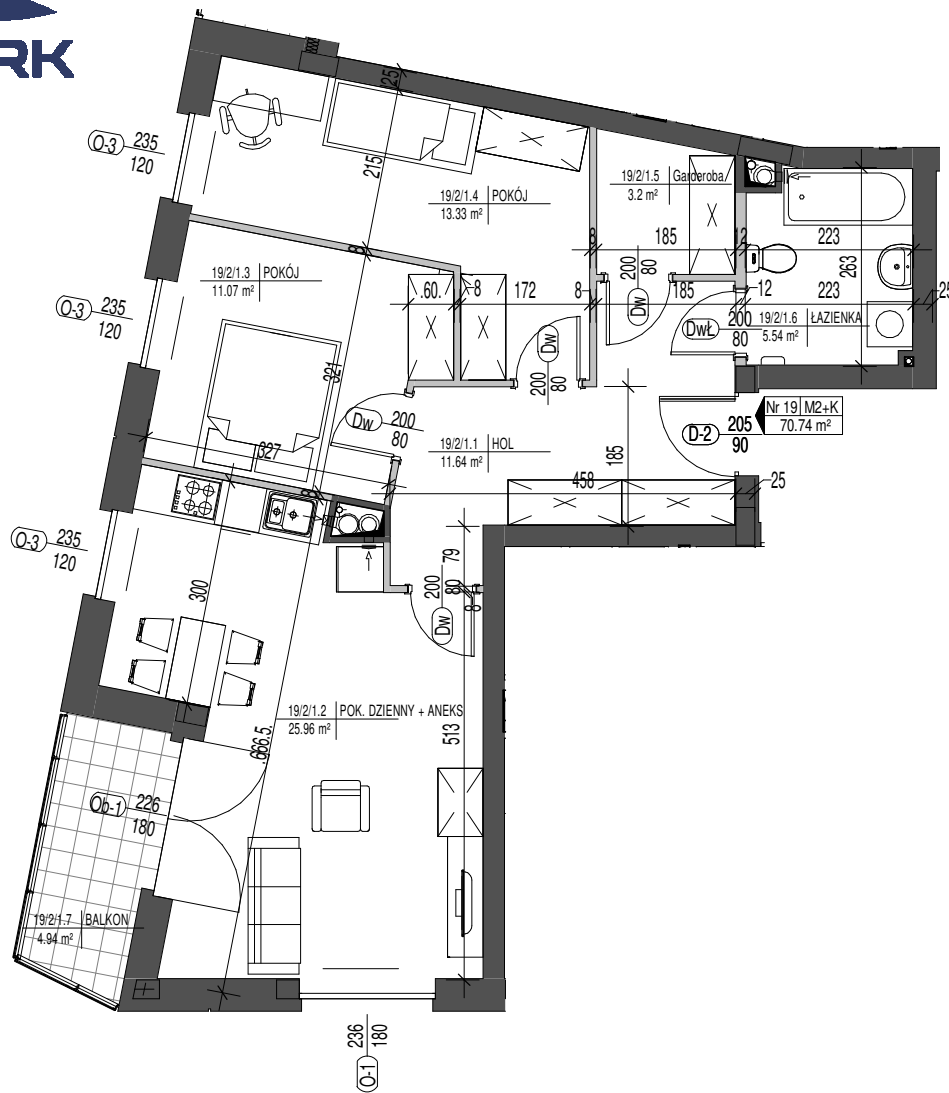 RK
25
O-3 235
120
215
19/2/1.4 POKÓJ
13.33 m²
19/2/1.5 Garderoba
3.2 m²
8 185 12 223
263
200
80
Dw
8
19/2/1.3 POKÓJ
11.07 m²
O-3 235
120
.60. 8 172 8 185 12 223 25
DwŁ 200
80
19/2/1.6 ŁAZIENKA
5.54 m²
Dw
200
80
321
Dw 200
80
327
19/2/1.1 HOL
11.64 m²
185
D-2 205
90
Nr 19 M2+K
70.74 m²
458 25
8
O-3 235
120
300
79
200
80
8
Dw
19/2/1.2 POK. DZIENNY + ANEKS
25.96 m²
.666.5.
513
Ob-1 226
180
19/2/1.7 BALKON
4.94 m²
236
180
O-1